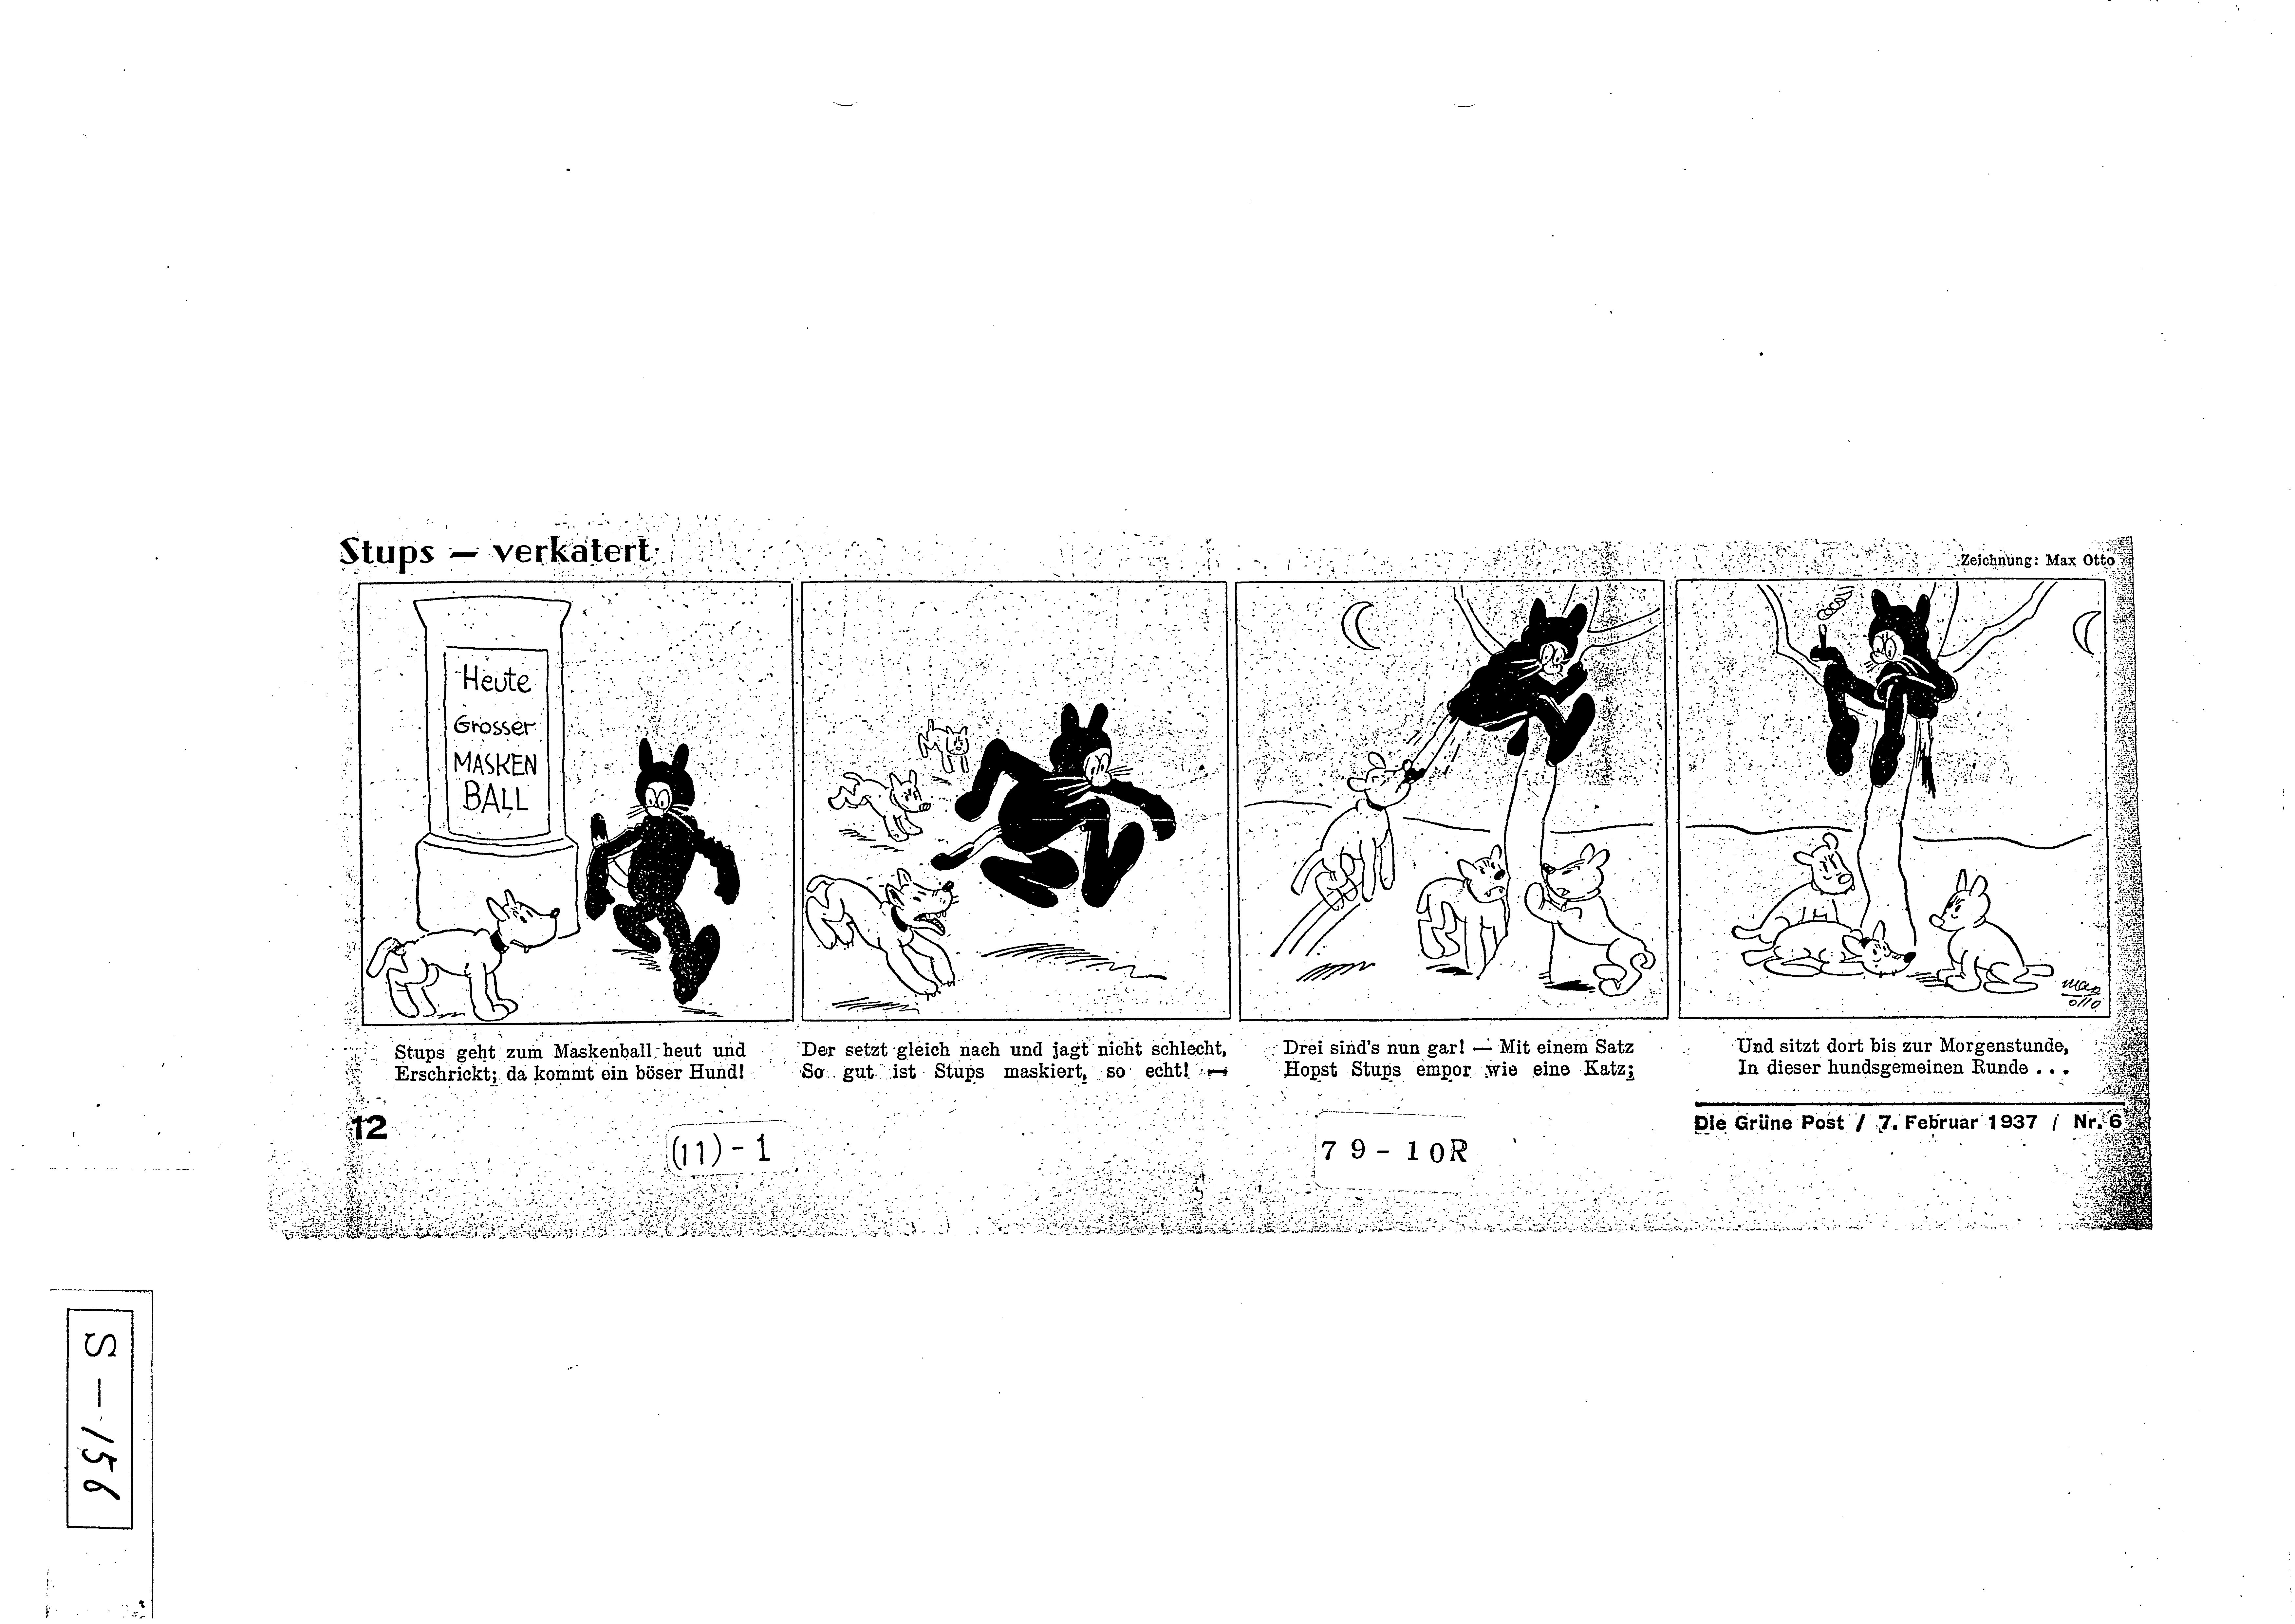 Stups — verkatert
Zeichnung: Max Otto
Heute
Grosser
MASKEN
BALL
max
otto
Stups geht zum Maskenball heut und
Erschrickt; da kommt ein böser Hund!
Der setzt gleich nach und jagt nicht schlecht,
So gut ist Stups maskiert, so echt! —
Drei sind's nun gar! — Mit einem Satz
Hopst Stups empor wie eine Katz;
Und sitzt dort bis zur Morgenstunde,
In dieser hundsgemeinen Runde ...
12
(11)-1
79-10R
Die Grüne Post / 7. Februar 1937 / Nr. 6
S-156